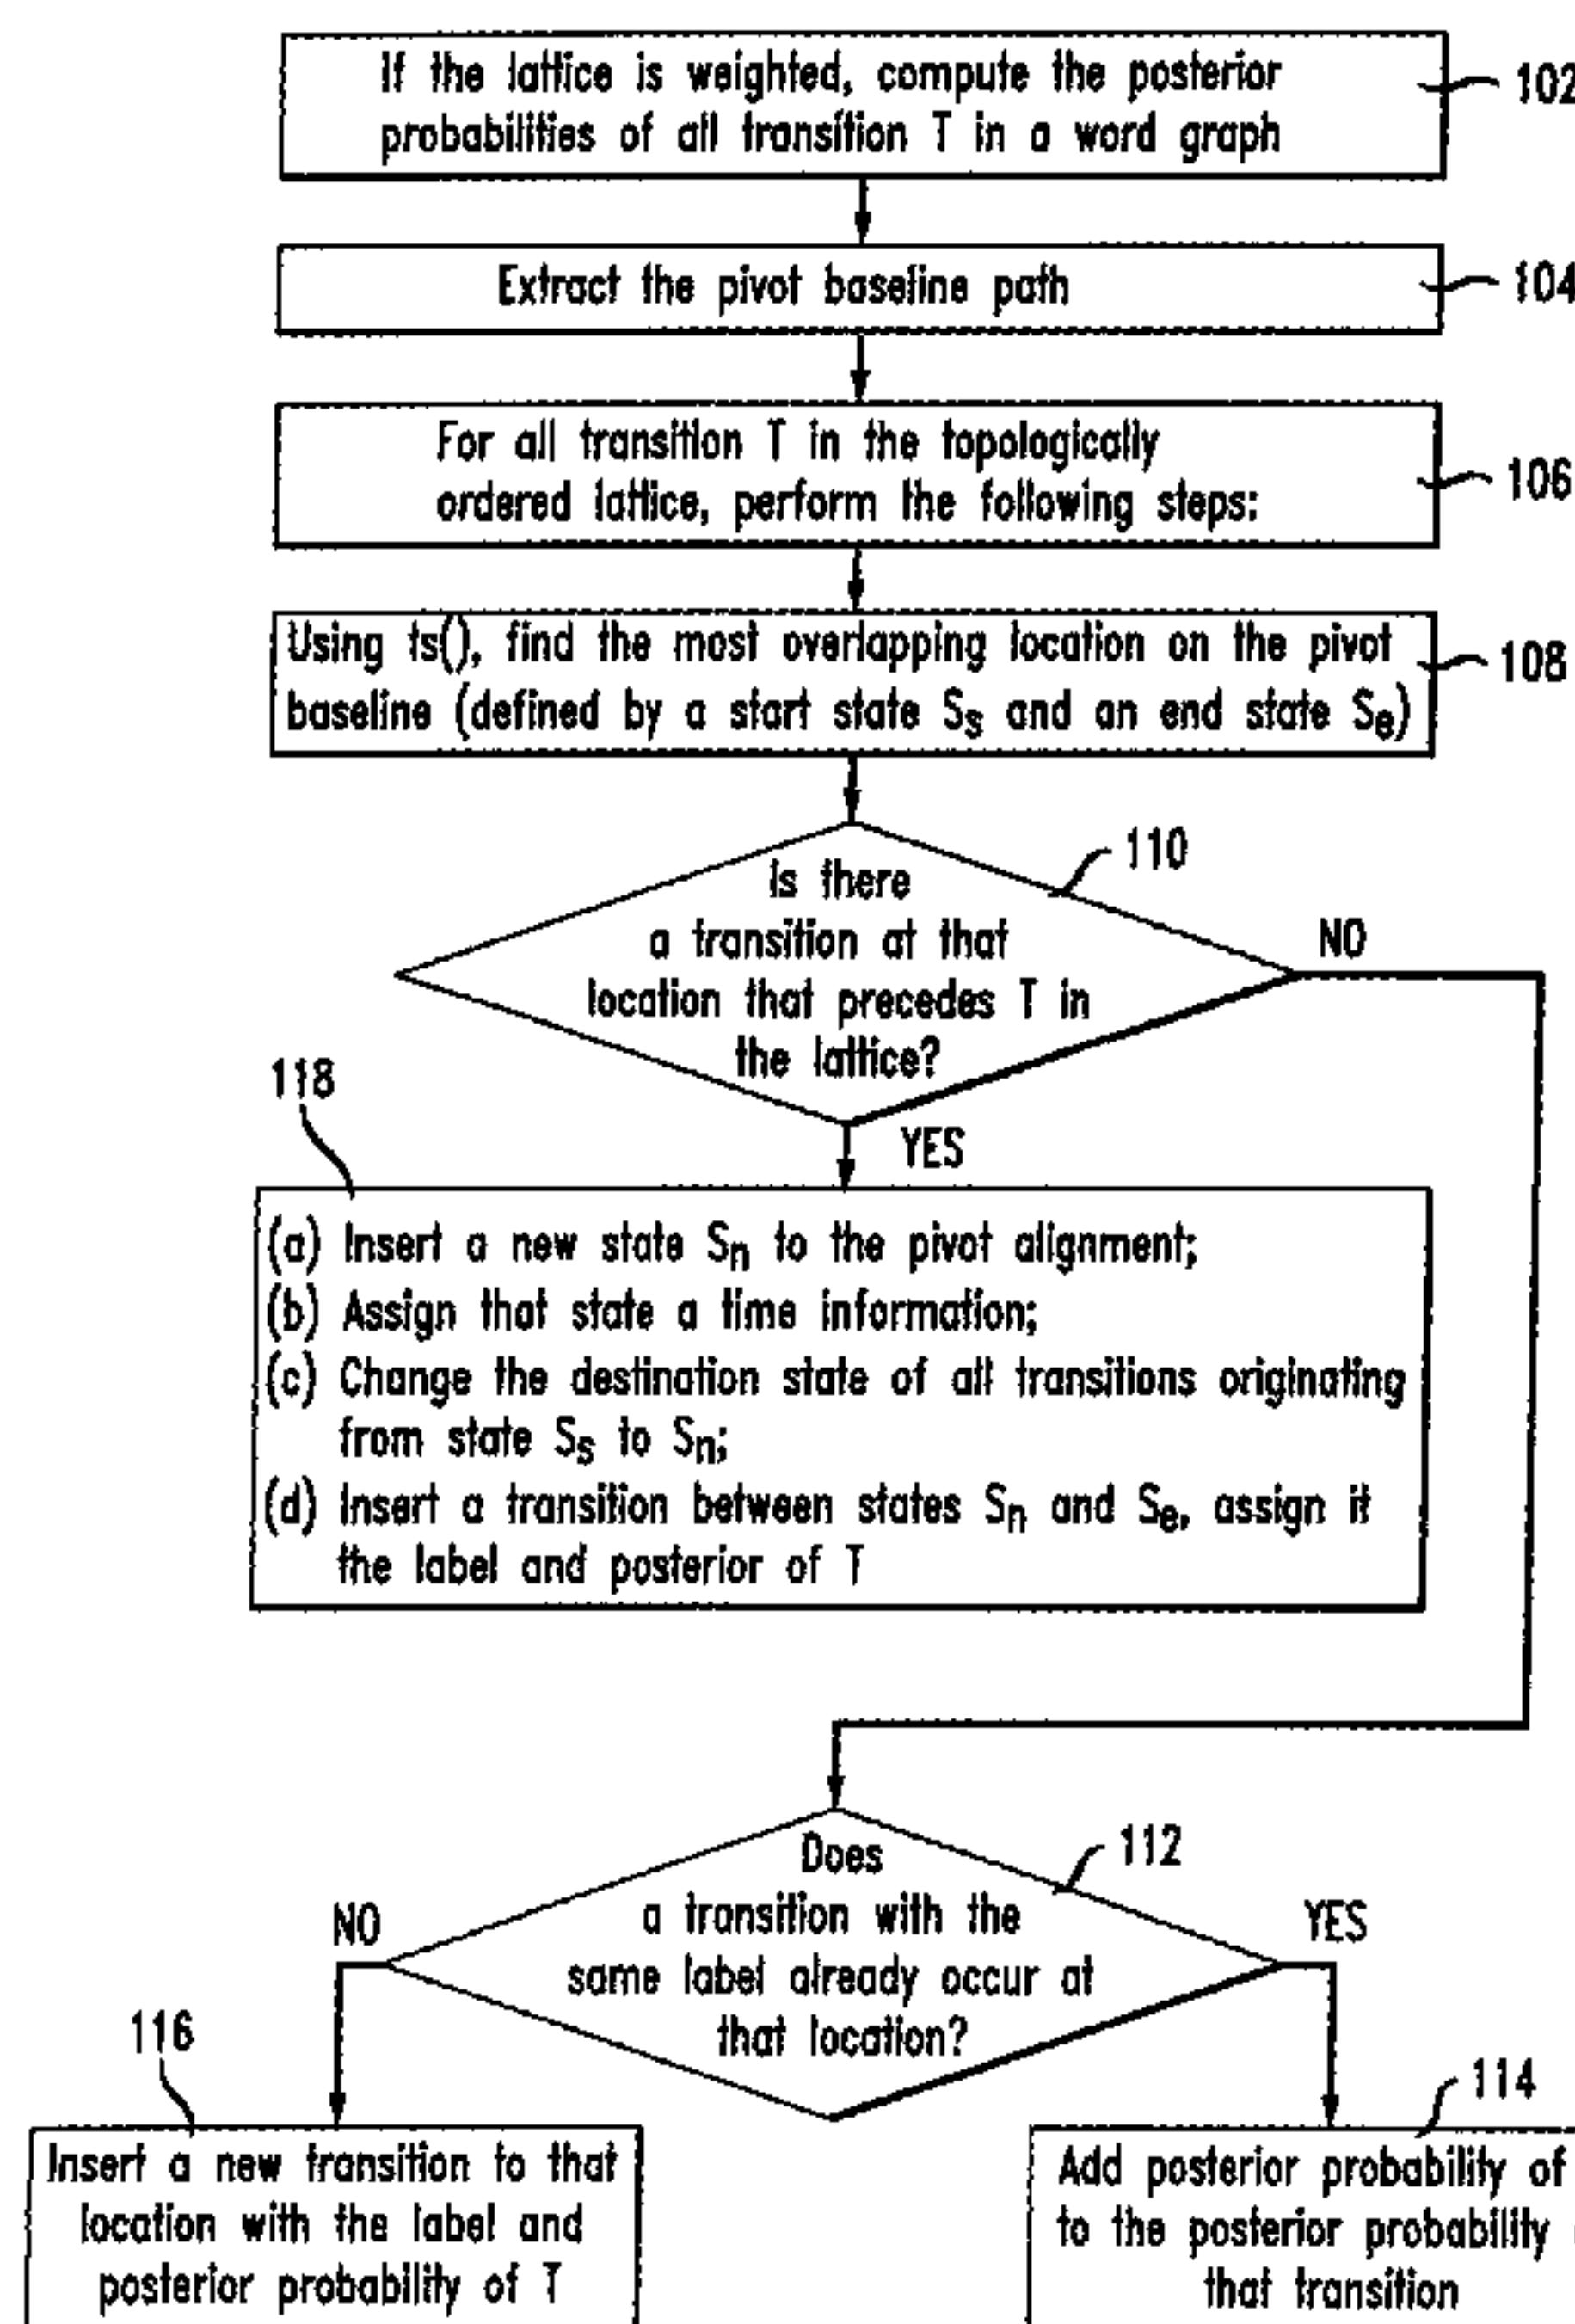 If the lattice is weighted, compute the posterior
probabilities of all transition T in a word graph
102
Extract the pivot baseline path
104
For all transition T in the topologically
ordered lattice, perform the following steps:
106
Using ts(), find the most overlapping location on the pivot
baseline (defined by a start state Ss and an end state Se)
108
110
Is there
a transition at that
location that precedes T in
the lattice?
NO
YES
118
(a) Insert a new state Sn to the pivot alignment;
(b) Assign that state a time information;
(c) Change the destination state of all transitions originating
from state Ss to Sn;
(d) Insert a transition between states Sn and Se, assign it
the label and posterior of T
112
Does
a transition with the
same label already occur at
that location?
NO
YES
116
Insert a new transition to that
location with the label and
posterior probability of T
114
Add posterior probability of
to the posterior probability
that transition